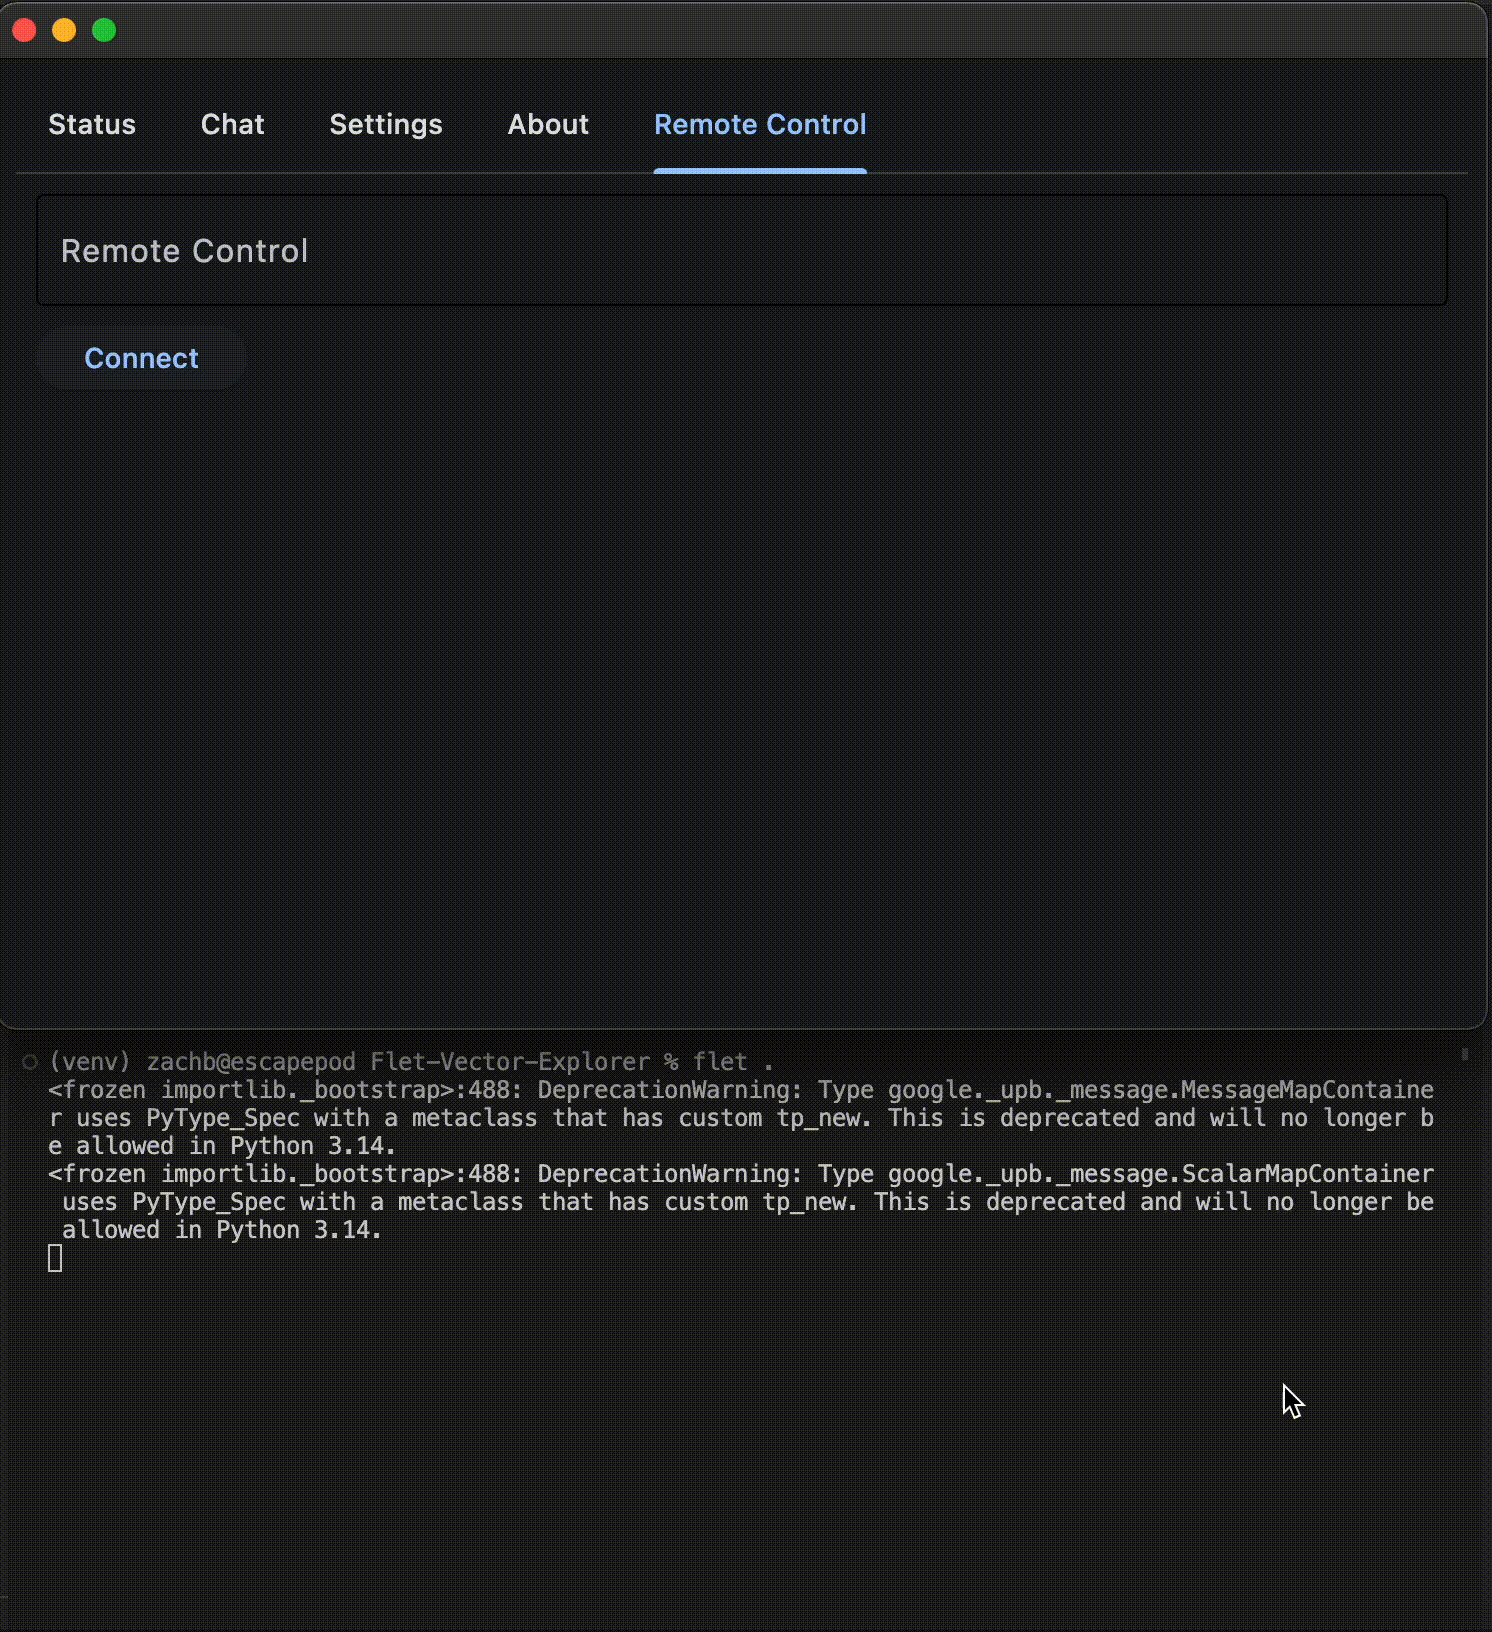 Status Chat Settings About Remote Control
Remote Control
Connect
(venv) zachb@escapepod Flet-Vector-Explorer % flet .
<frozen importlib._bootstrap>:488: DeprecationWarning: Type google._upb._message.MessageMapContaine
r uses PyType_Spec with a metaclass that has custom tp_new. This is deprecated and will no longer b
e allowed in Python 3.14.
<frozen importlib._bootstrap>:488: DeprecationWarning: Type google._upb._message.ScalarMapContainer
 uses PyType_Spec with a metaclass that has custom tp_new. This is deprecated and will no longer be
 allowed in Python 3.14.